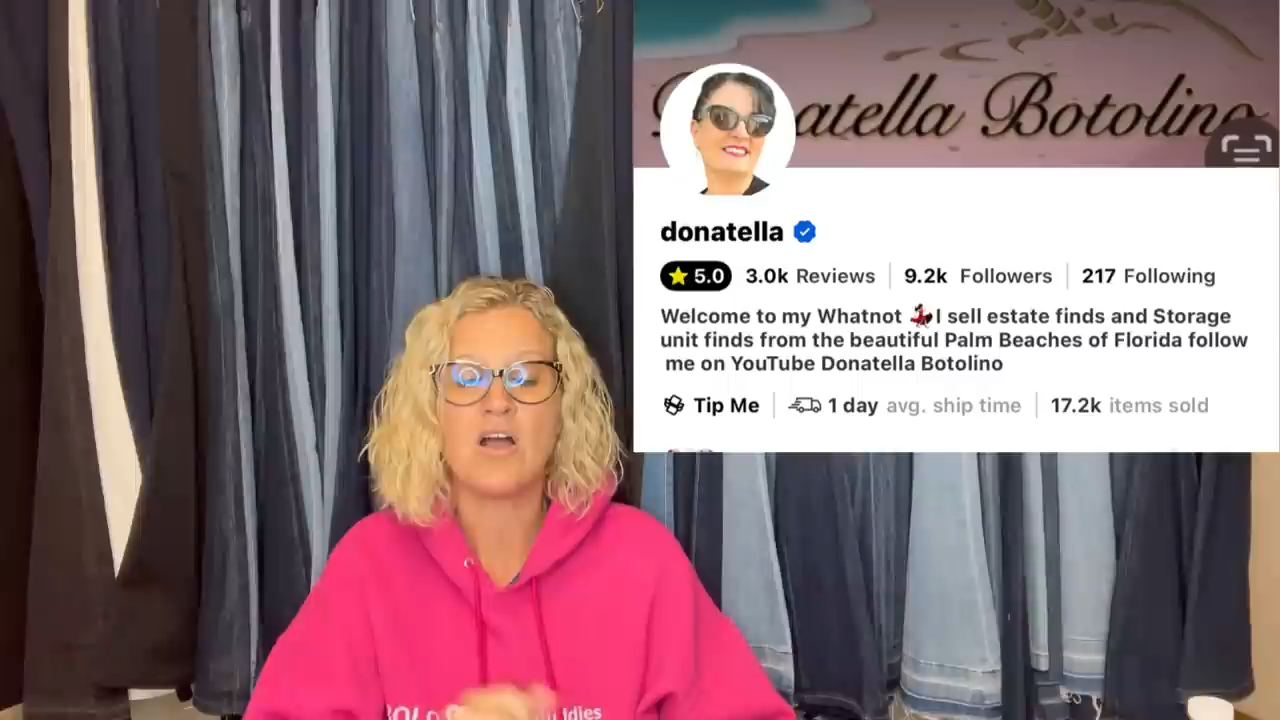 atella Botolino
donatella
5.0 3.0k Reviews 9.2k Followers 217 Following
Welcome to my Whatnot 💃I sell estate finds and Storage
unit finds from the beautiful Palm Beaches of Florida follow
me on YouTube Donatella Botolino
Tip Me 1 day avg. ship time 17.2k items sold